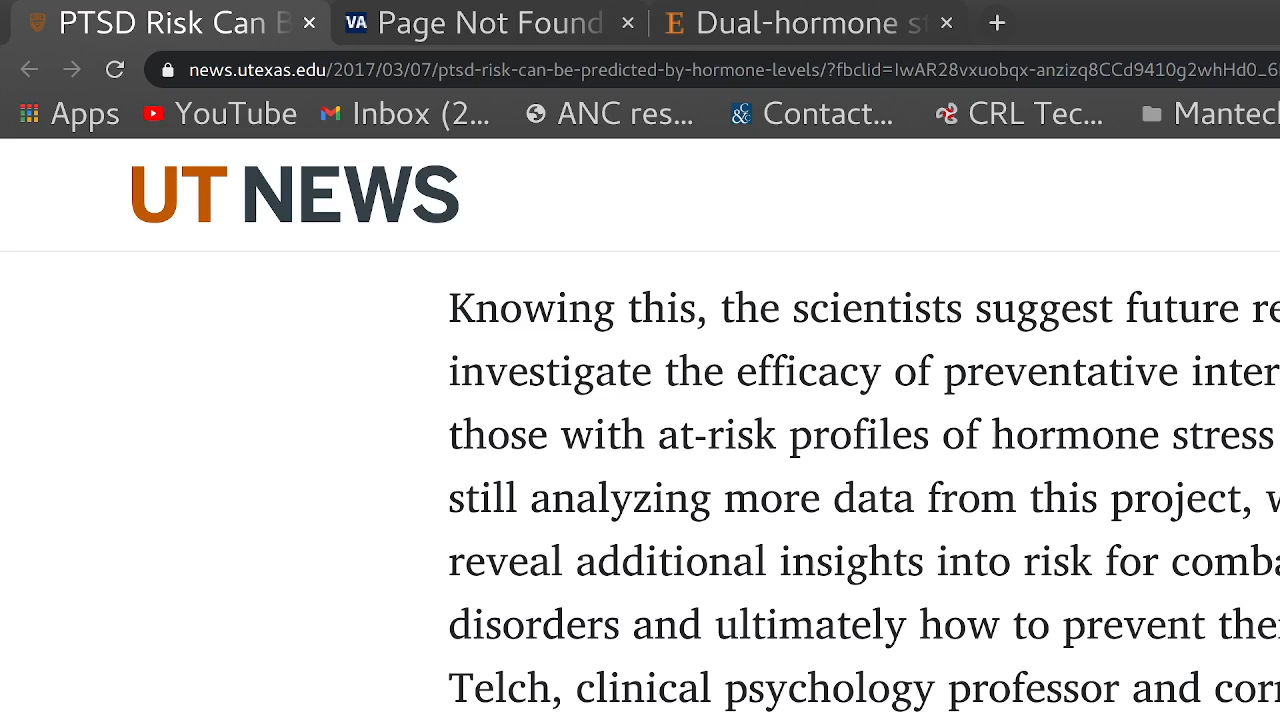 PTSD Risk Can
Page Not Found
Dual-hormone
news.utexas.edu/2017/03/07/ptsd-risk-can-be-predicted-by-hormone-levels/?fbclid=IwAR28vxuobqx-anzizq8CCd9410g2whHd0_6
Apps YouTube Inbox (2... ANC res... Contact... CRL Tec... Mantech
UT NEWS
Knowing this, the scientists suggest future re
investigate the efficacy of preventative inter
those with at-risk profiles of hormone stress
still analyzing more data from this project, w
reveal additional insights into risk for comba
disorders and ultimately how to prevent the
Telch, clinical psychology professor and corr